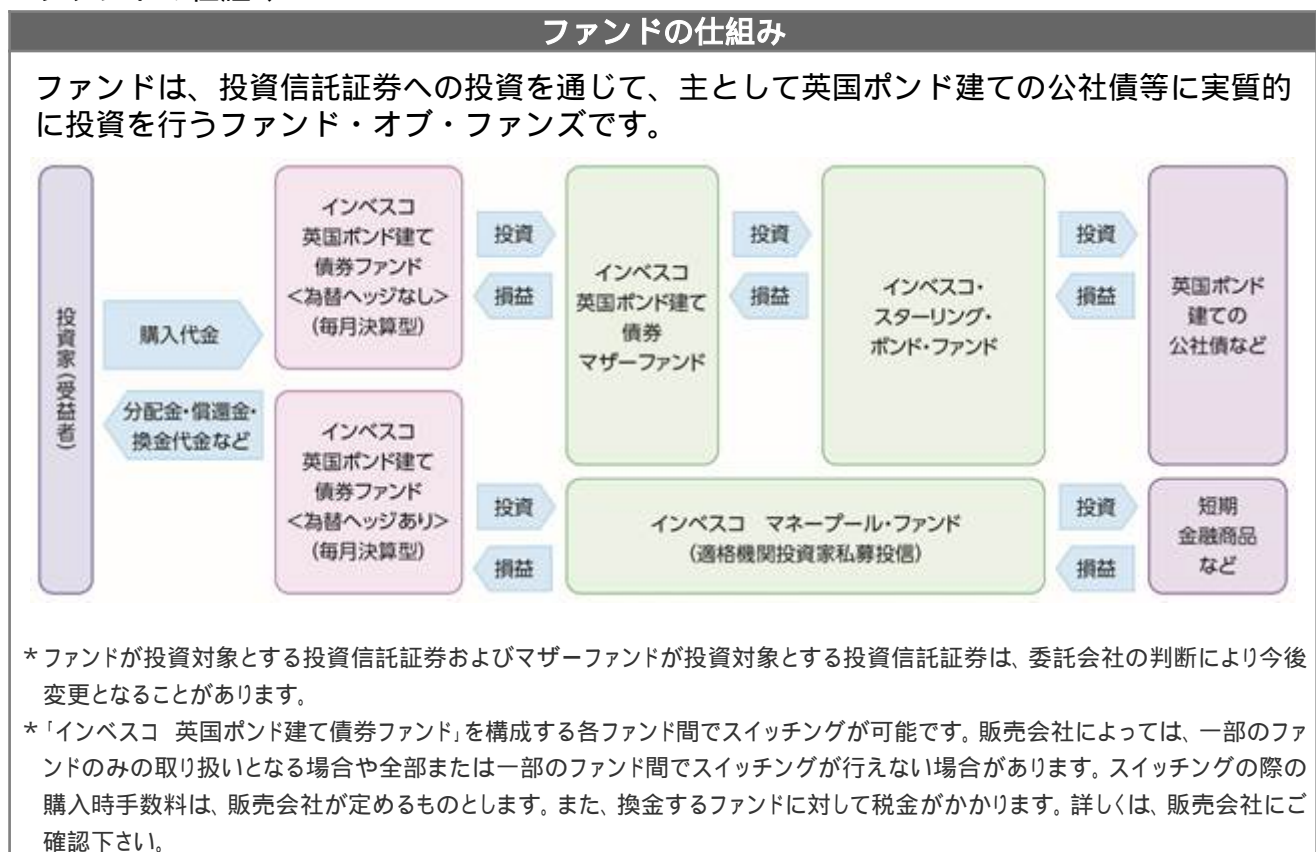 ファンドの仕組み
ファンドは、投資信託証券への投資を通じて、主として英国ポンド建ての公社債等に実質的
に投資を行うファンド・オブ・ファンズです。
投資家(受益者)
購入代金
分配金・償還金・
換金代金など
インベスコ
英国ポンド建て
債券ファンド
<為替ヘッジなし>
(毎月決算型)
インベスコ
英国ポンド建て
債券ファンド
<為替ヘッジあり>
(毎月決算型)
投資
損益
投資
損益
インベスコ
英国ポンド建て
債券
マザーファンド
投資
損益
インベスコ・
スターリング・
ボンド・ファンド
インベスコ マネープール・ファンド
(適格機関投資家私募投信)
投資
損益
投資
損益
英国ポンド
建ての
公社債など
短期
金融商品
など
*ファンドが投資対象とする投資信託証券およびマザーファンドが投資対象とする投資信託証券は、委託会社の判断により今後
変更となることがあります。
*「インベスコ 英国ポンド建て債券ファンド」を構成する各ファンド間でスイッチングが可能です。販売会社によっては、一部のファ
ンドのみの取り扱いとなる場合や全部または一部のファンド間でスイッチングが行えない場合があります。スイッチングの際の
購入時手数料は、販売会社が定めるものとします。また、換金するファンドに対して税金がかかります。詳しくは、販売会社にご
確認下さい。